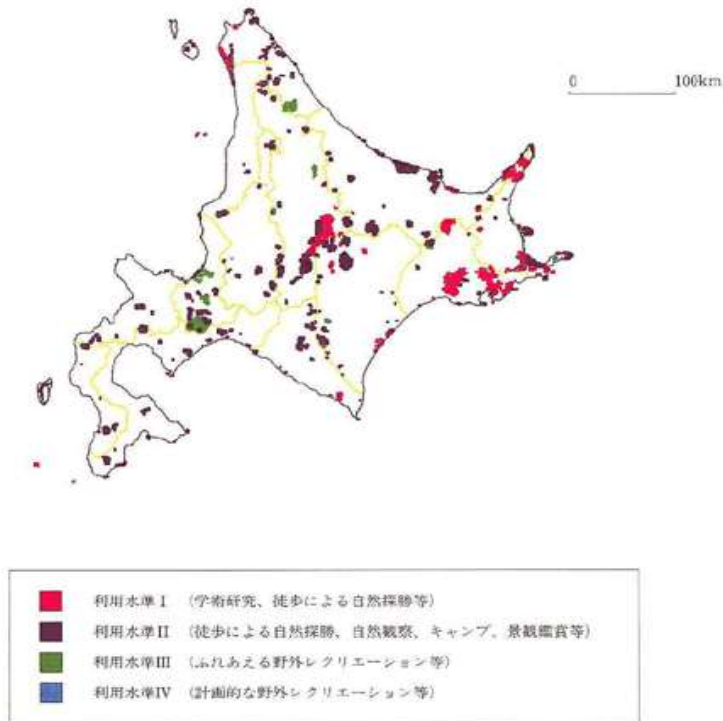 0 100km
利用水準I (学術研究、徒歩による自然探勝等)
利用水準II (徒歩による自然探勝、自然観察、キャンプ、景観鑑賞等)
利用水準III (ふれあえる野外レクリエーション等)
利用水準IV (計画的な野外レクリエーション等)